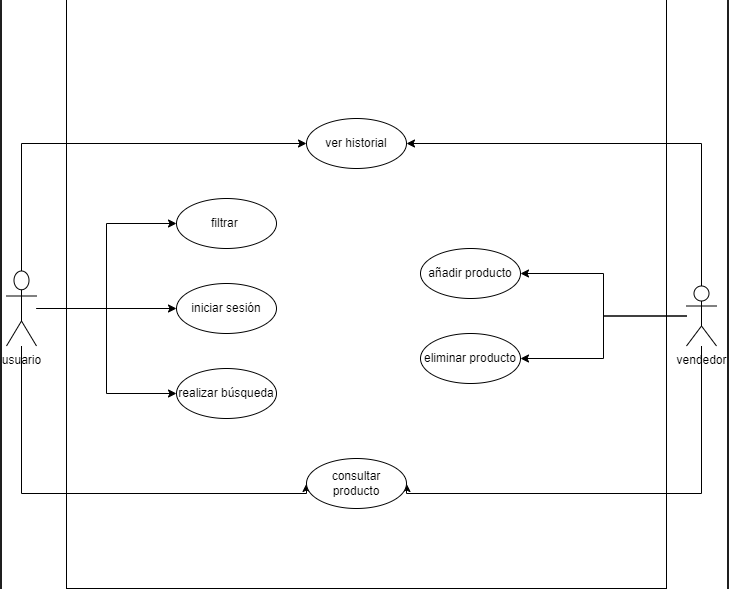 ver historial
filtrar
añadir producto
iniciar sesión
usuario
eliminar producto
vendedor
realizar búsqueda
consultar
producto